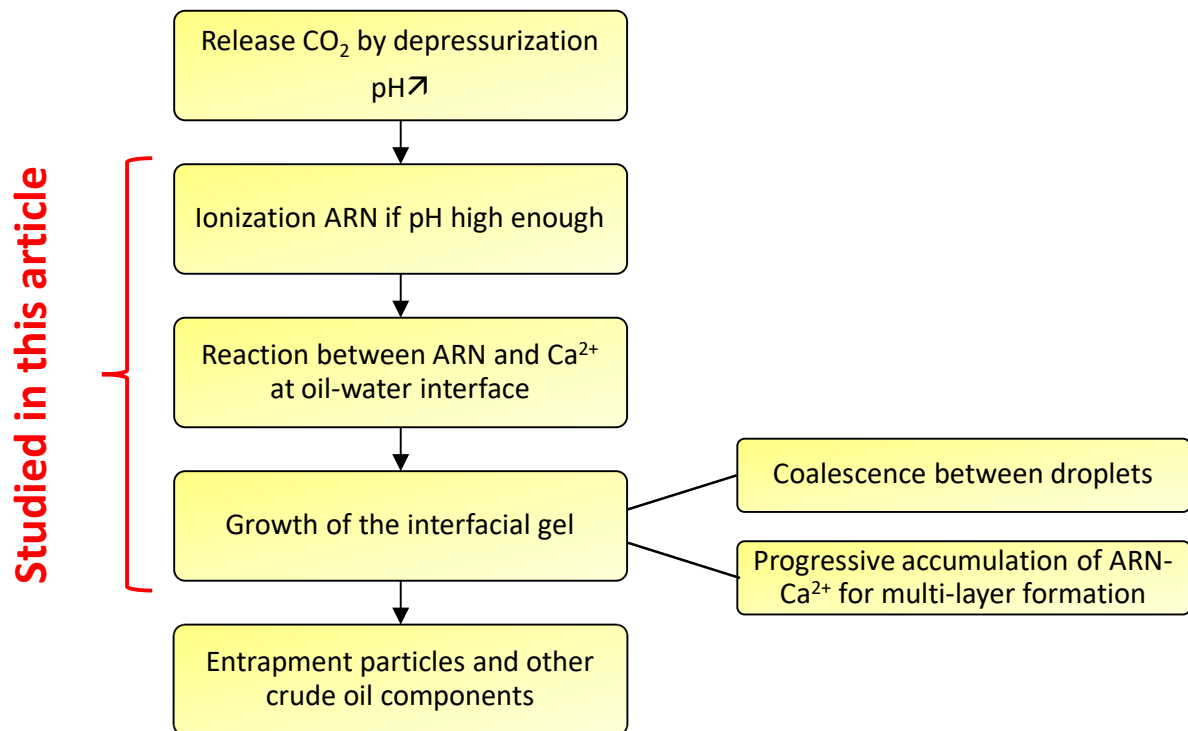 Release CO₂ by depressurization
pH↗
Studied in this article
Ionization ARN if pH high enough
Reaction between ARN and Ca²⁺
at oil-water interface
Growth of the interfacial gel
Coalescence between droplets
Progressive accumulation of ARN-
Ca²⁺ for multi-layer formation
Entrapment particles and other
crude oil components